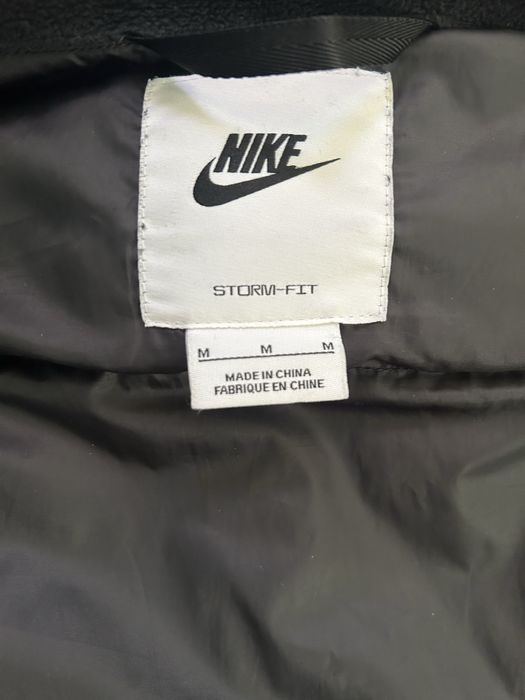 NIKE
STORM-FIT
M M M
MADE IN CHINA
FABRIQUE EN CHINE